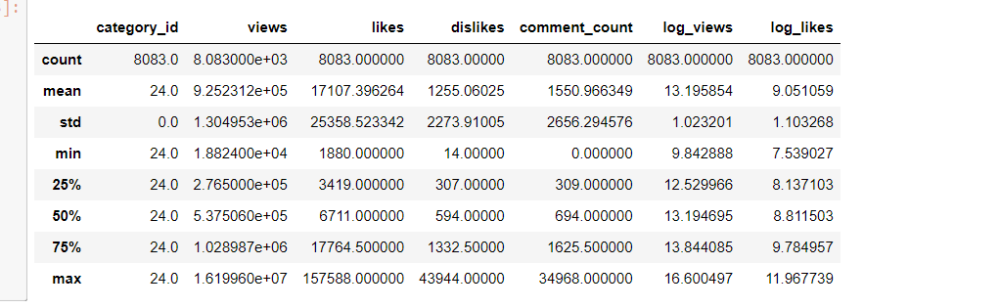 ]:
category_id views likes dislikes comment_count log_views log_likes
count 8083.0 8.083000e+03 8083.000000 8083.00000 8083.000000 8083.000000 8083.000000
mean 24.0 9.252312e+05 17107.396264 1255.06025 1550.966349 13.195854 9.051059
std 0.0 1.304953e+06 25358.523342 2273.91005 2656.294576 1.023201 1.103268
min 24.0 1.882400e+04 1880.000000 14.00000 0.000000 9.842888 7.539027
25% 24.0 2.765000e+05 3419.000000 307.00000 309.000000 12.529966 8.137103
50% 24.0 5.375060e+05 6711.000000 594.00000 694.000000 13.194695 8.811503
75% 24.0 1.028987e+06 17764.500000 1332.50000 1625.500000 13.844085 9.784957
max 24.0 1.619960e+07 157588.000000 43944.00000 34968.000000 16.600497 11.967739